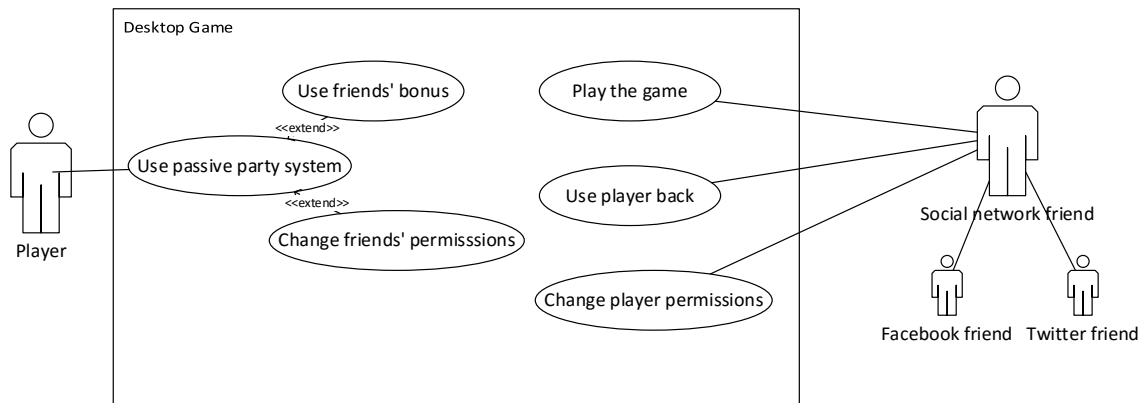 Desktop Game
Use friends' bonus
Play the game
<<extend>>
Use passive party system
Use player back
<<extend>>
Social network friend
Player
Change friends' permisssions
Change player permissions
Facebook friend
Twitter friend